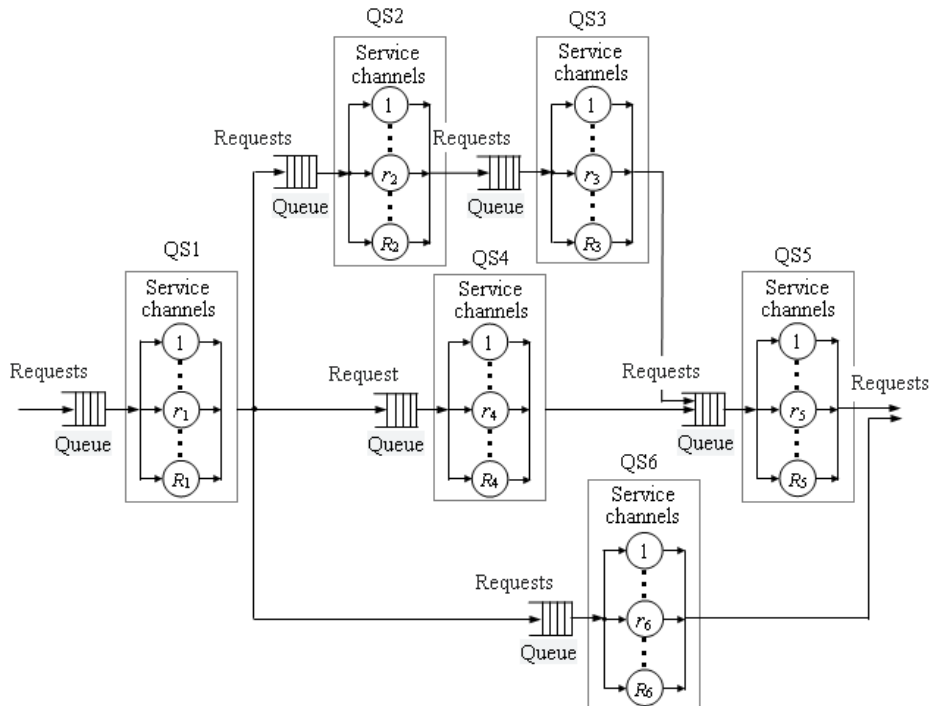 QS2
Service
channels
1
r2
R2
QS3
Service
channels
1
r3
R3
Requests
Queue
Requests
Queue
QS1
Service
channels
1
r1
R1
Requests
Queue
QS4
Service
channels
1
r4
R4
Request
Queue
QS5
Service
channels
1
r5
R5
Requests
Queue
Requests
QS6
Service
channels
1
r6
R6
Requests
Queue